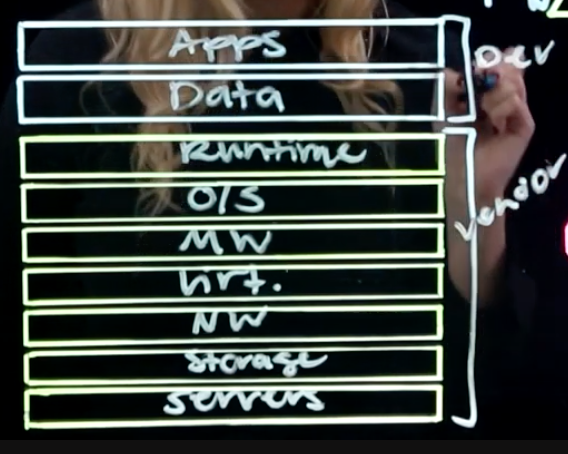 Apps
Dev
Data
Runtime
O/S
Vendor
MW
Virt.
NW
Storage
Servers